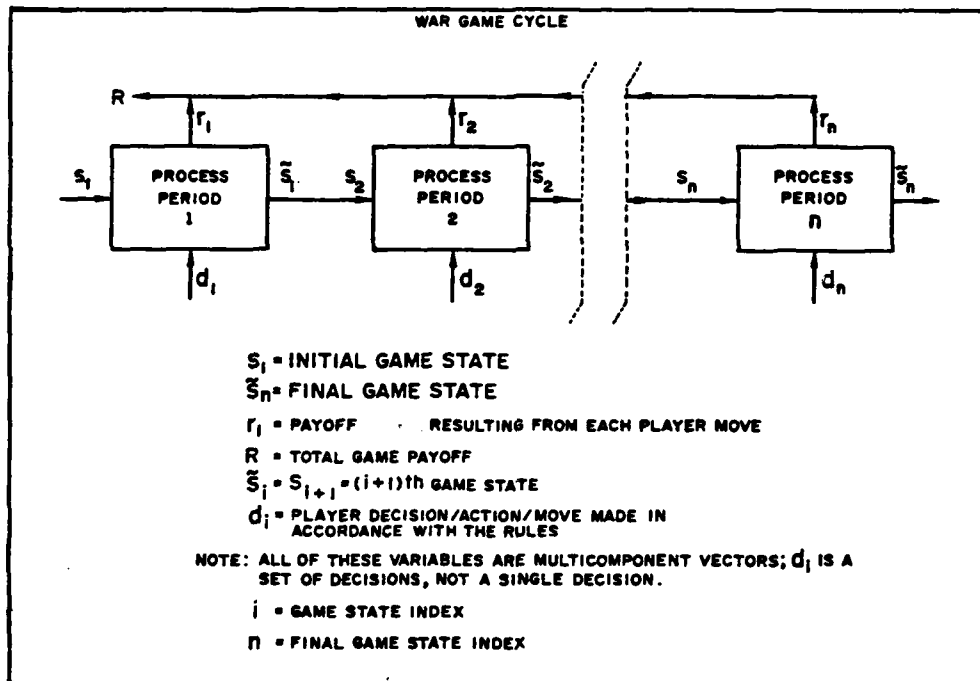 WAR GAME CYCLE
R
r₁ r₂ rₙ
s₁ PROCESS PERIOD 1 s̃₁ s₂ PROCESS PERIOD 2 s̃₂ sₙ PROCESS PERIOD n s̃ₙ
d₁ d₂ dₙ
S₁ = INITIAL GAME STATE
S̃ₙ = FINAL GAME STATE
rᵢ = PAYOFF RESULTING FROM EACH PLAYER MOVE
R = TOTAL GAME PAYOFF
S̃ᵢ = Sᵢ₊₁ = (i+1)th GAME STATE
dᵢ = PLAYER DECISION/ACTION/MOVE MADE IN
ACCORDANCE WITH THE RULES
NOTE: ALL OF THESE VARIABLES ARE MULTICOMPONENT VECTORS; dᵢ IS A
SET OF DECISIONS, NOT A SINGLE DECISION.
i = GAME STATE INDEX
n = FINAL GAME STATE INDEX